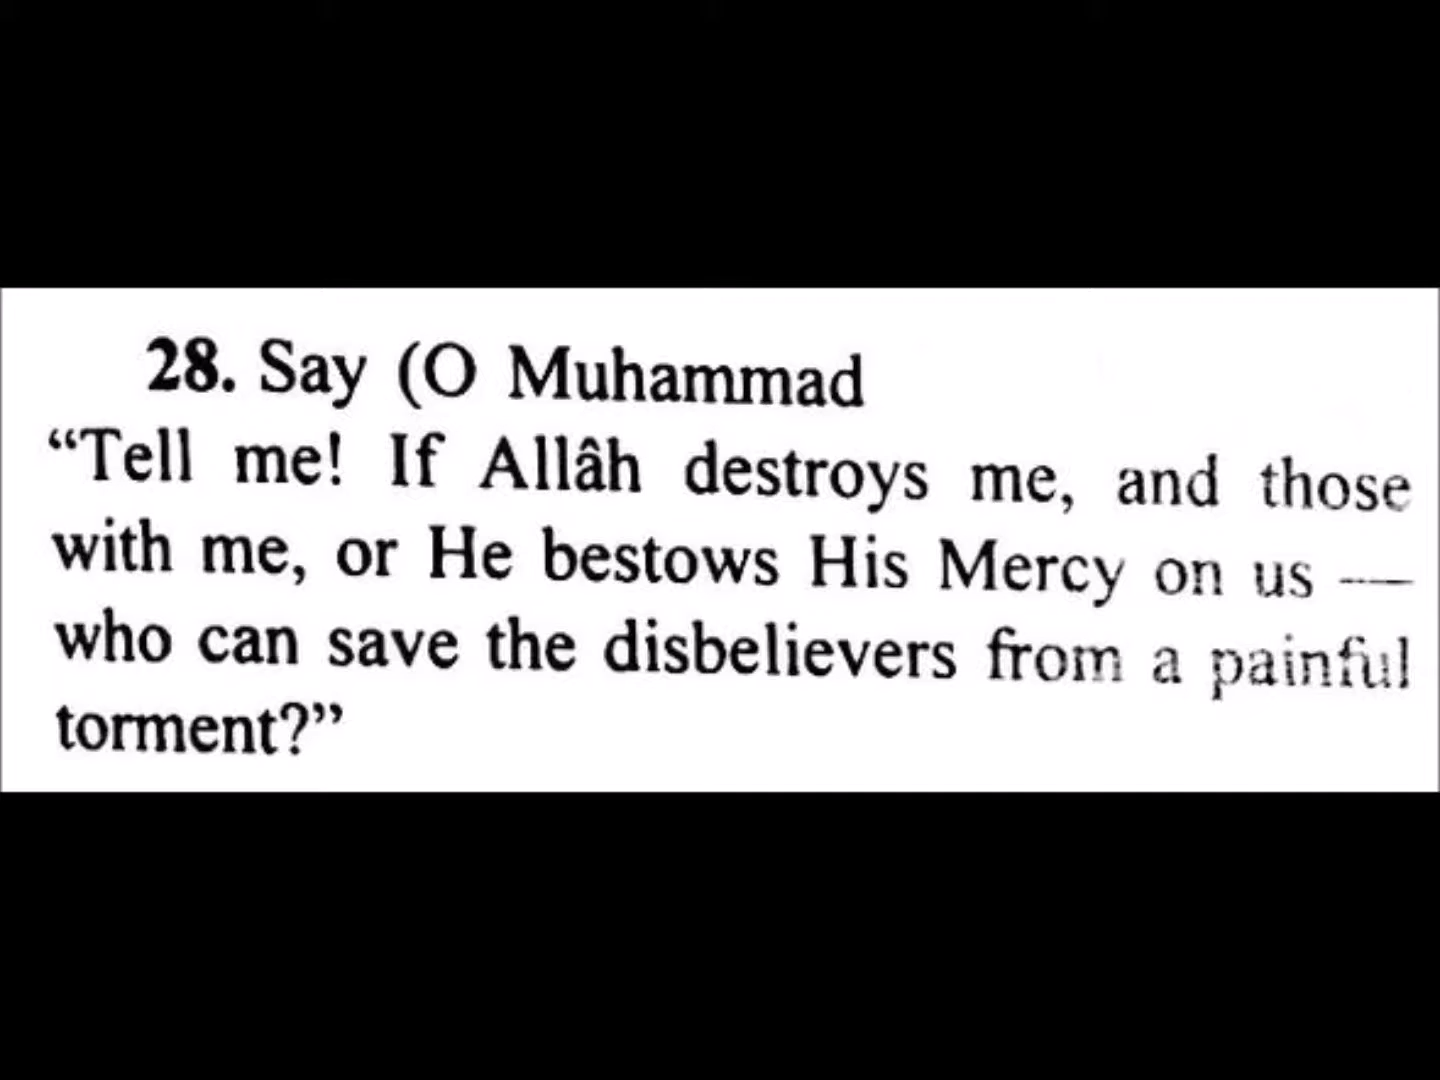 28. Say (O Muhammad
“Tell me! If Allâh destroys me, and those
with me, or He bestows His Mercy on us —
who can save the disbelievers from a painful
torment?”